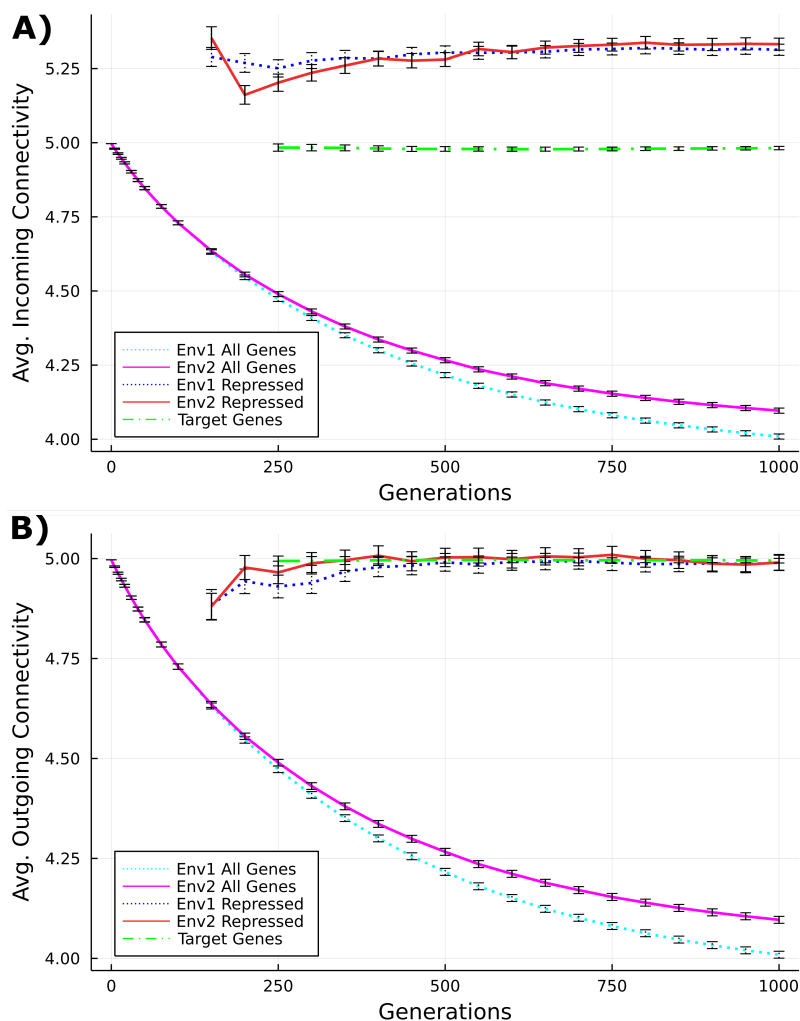 A)
Avg. Incoming Connectivity
5.25
5.00
4.75
4.50
4.25
4.00
Env1 All Genes
Env2 All Genes
Env1 Repressed
Env2 Repressed
Target Genes
0 250 500 750 1000
Generations
B)
Avg. Outgoing Connectivity
5.00
4.75
4.50
4.25
4.00
Env1 All Genes
Env2 All Genes
Env1 Repressed
Env2 Repressed
Target Genes
0 250 500 750 1000
Generations